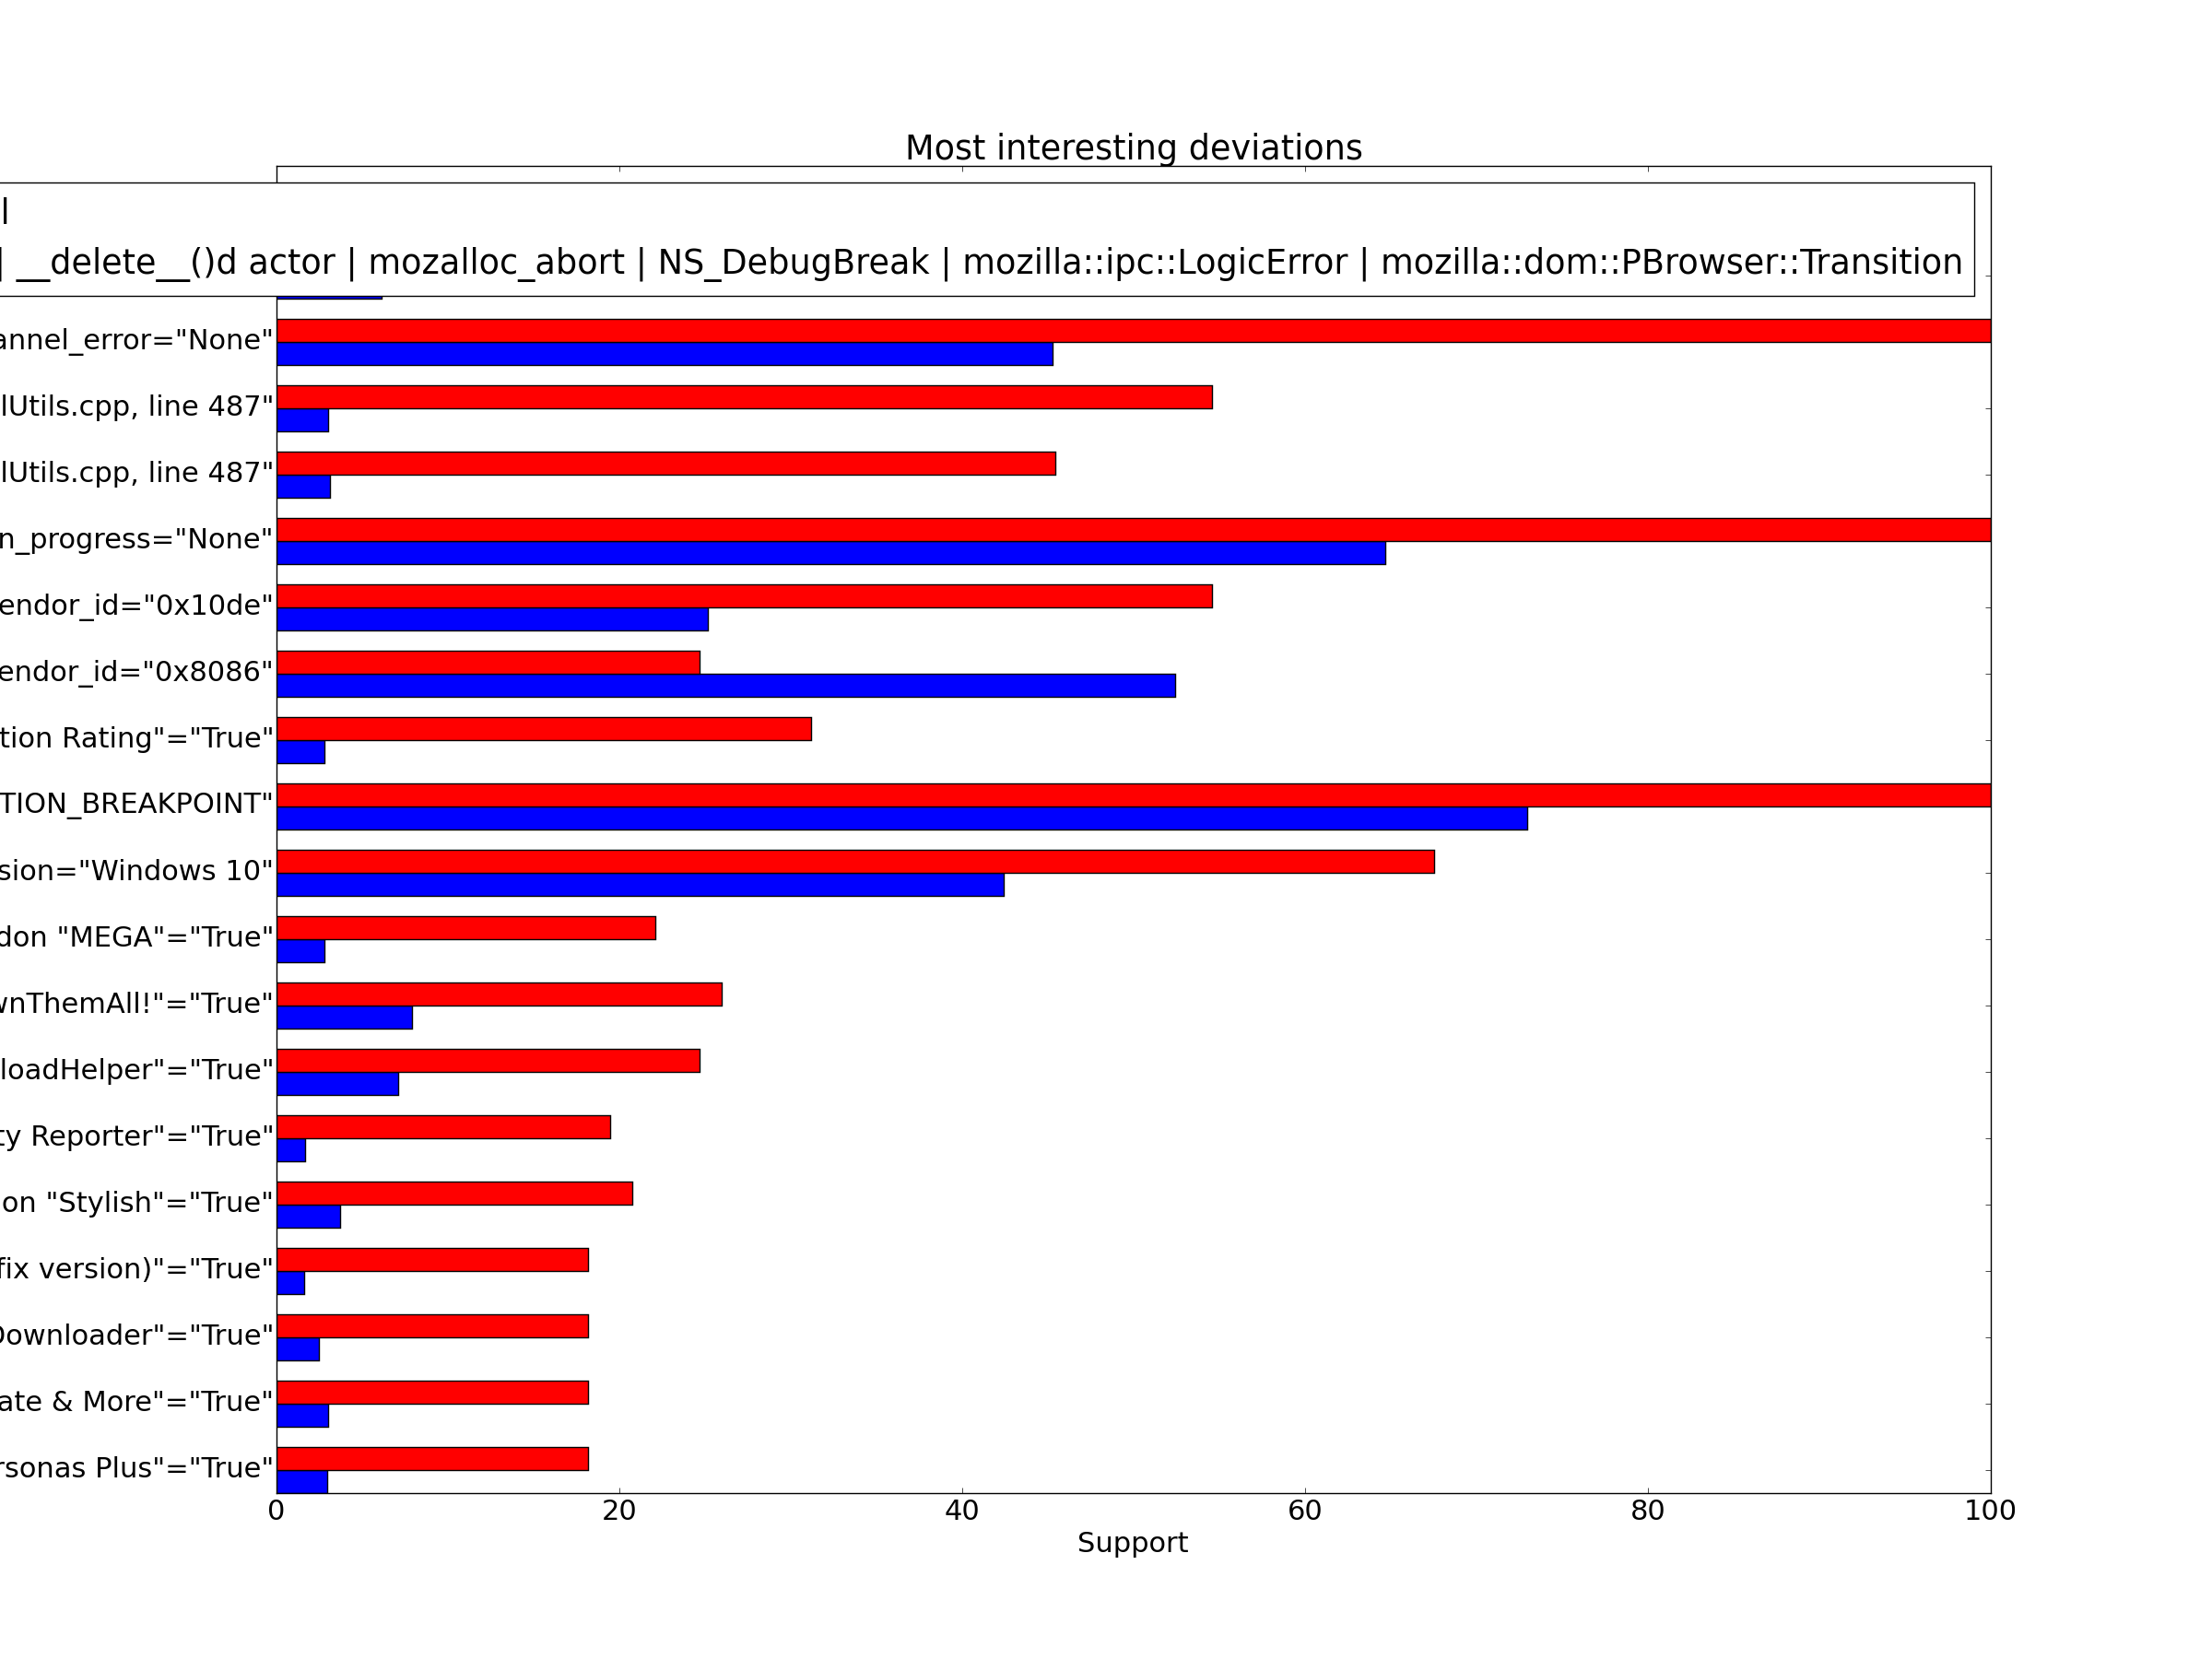 Most interesting deviations
l
| __delete__()d actor | mozalloc_abort | NS_DebugBreak | mozilla::ipc::LogicError | mozilla::dom::PBrowser::Transition
annel_error="None"
lUtils.cpp, line 487"
lUtils.cpp, line 487"
n_progress="None"
endor_id="0x10de"
endor_id="0x8086"
tion Rating"="True"
TION_BREAKPOINT"
sion="Windows 10"
don "MEGA"="True"
wnThemAll!"="True"
loadHelper"="True"
ty Reporter"="True"
on "Stylish"="True"
fix version)"="True"
Downloader"="True"
ate & More"="True"
rsonas Plus"="True"
0 20 40 60 80 100
Support